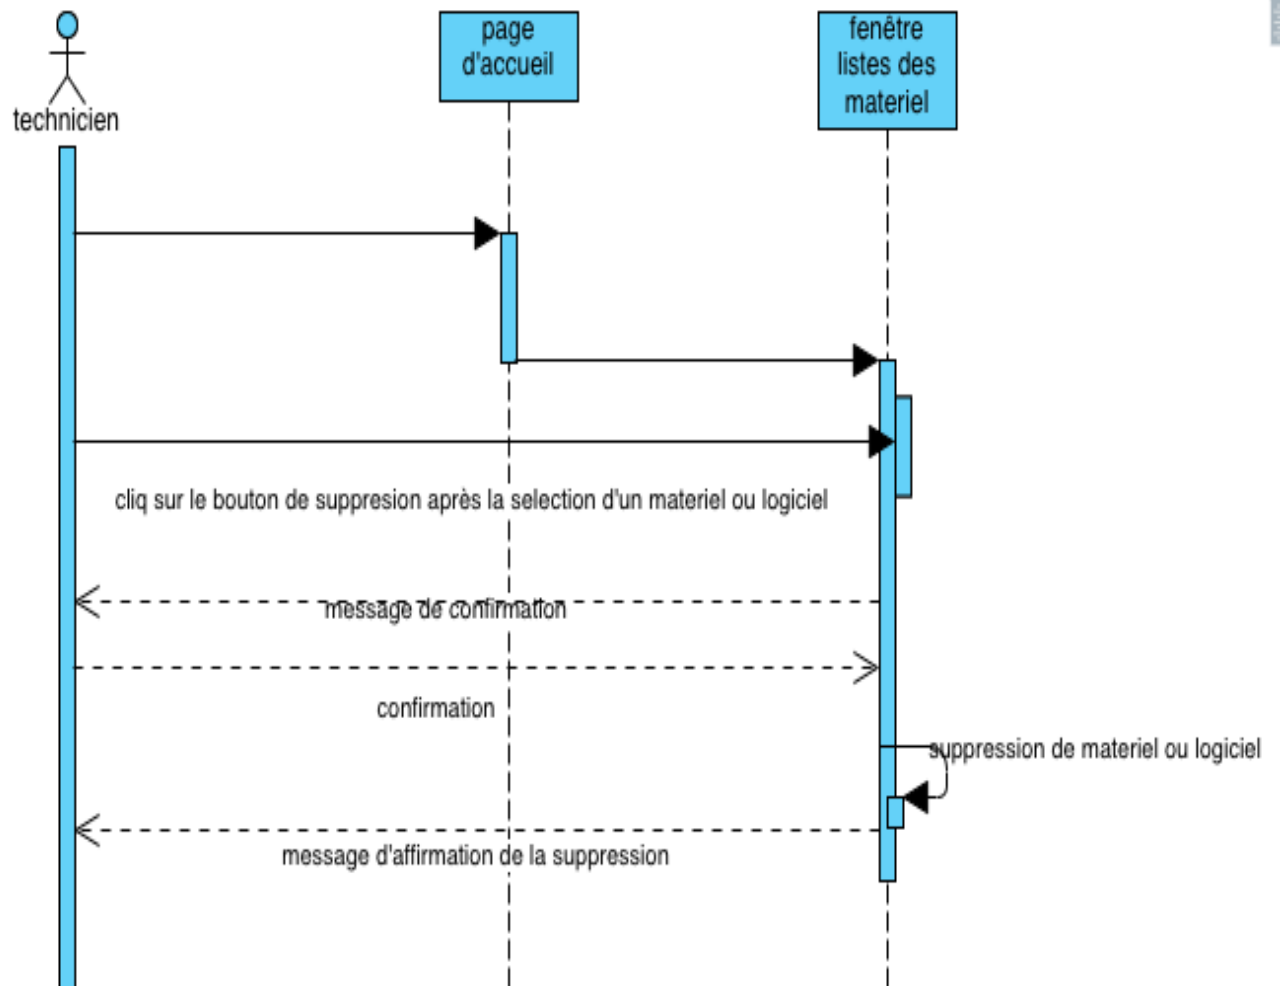 page
d'accueil
fenêtre
listes des
materiel
technicien
cliq sur le bouton de suppresion après la selection d'un materiel ou logiciel
message de confirmation
confirmation
suppression de materiel ou logiciel
message d'affirmation de la suppression